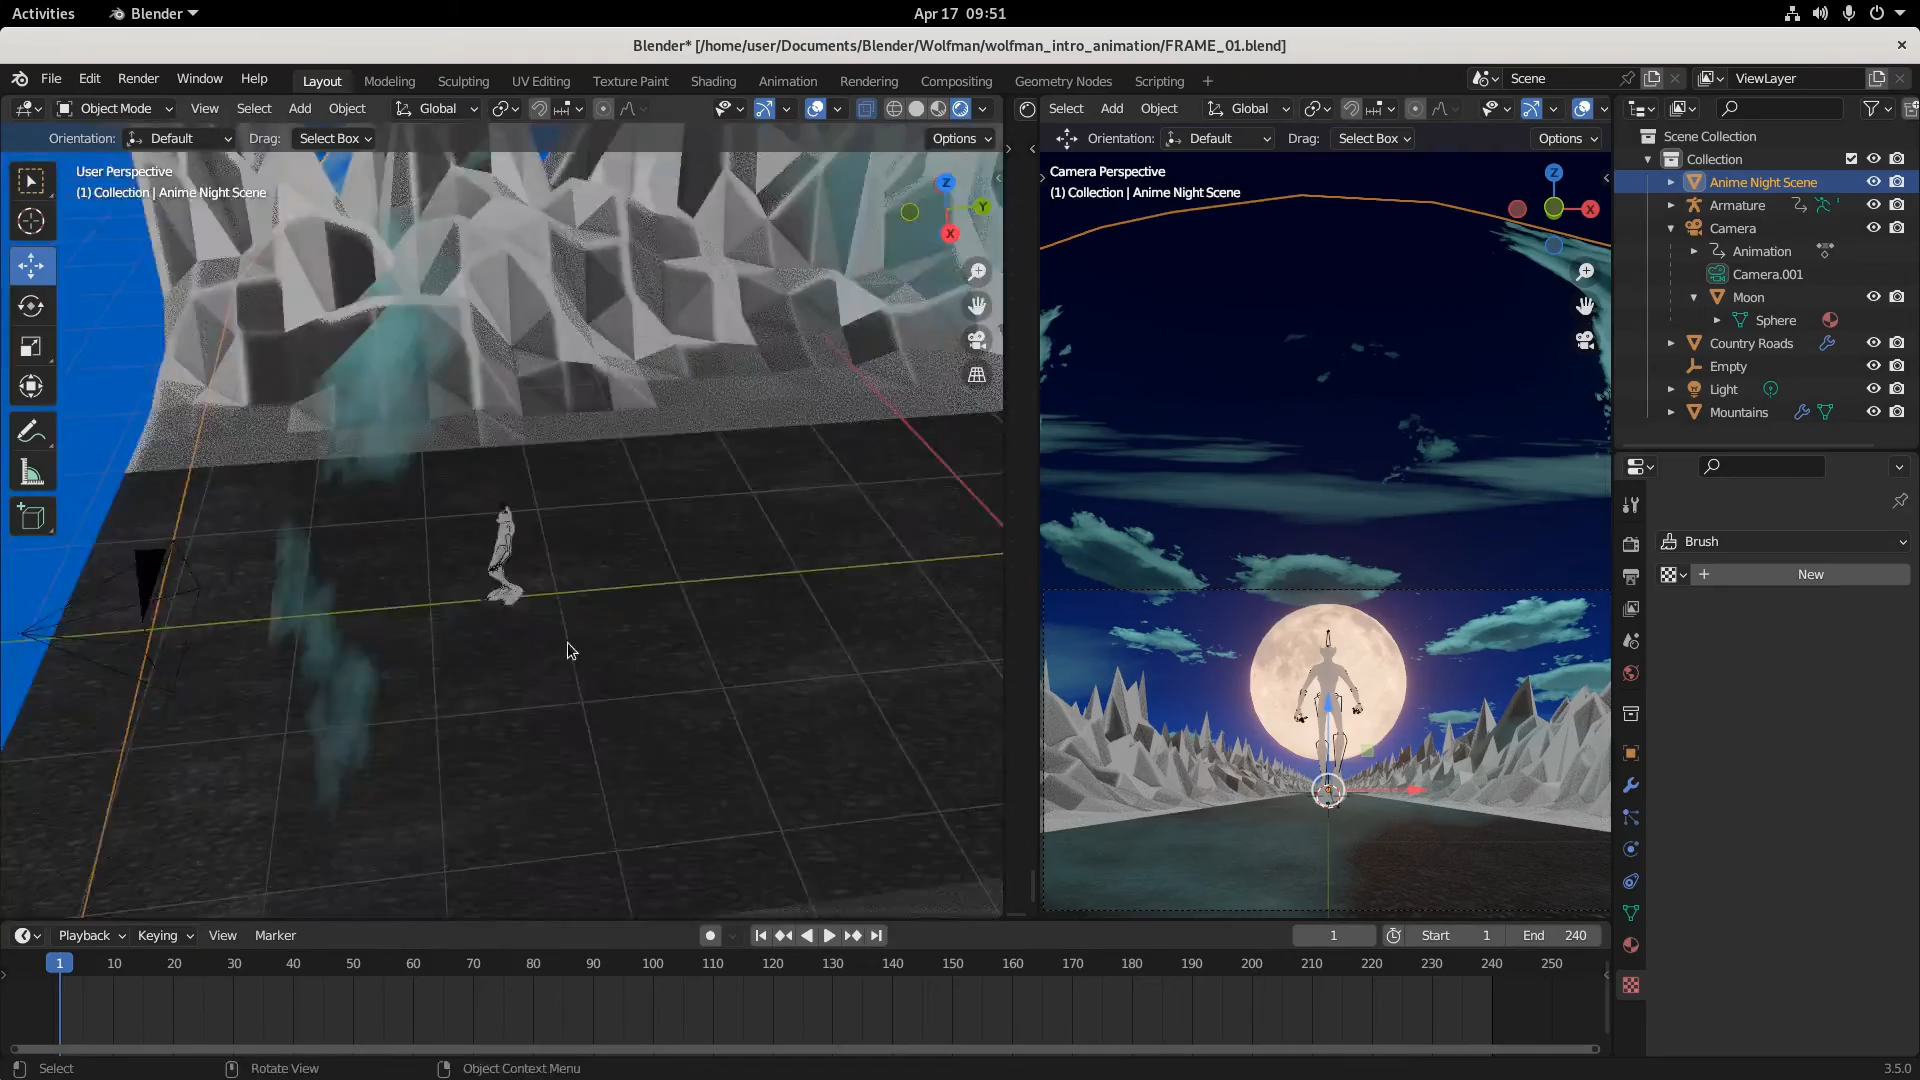 Activities Blender Apr 17 09:51
Blender* [/home/user/Documents/Blender/Wolfman/wolfman_intro_animation/FRAME_01.blend]
File Edit Render Window Help Layout Modeling Sculpting UV Editing Texture Paint Shading Animation Rendering Compositing Geometry Nodes Scripting + Scene ViewLayer
Object Mode View Select Add Object Global
Orientation: Default Drag: Select Box Options
User Perspective
(1) Collection | Anime Night Scene
Z
Y
X
Select Add Object Global
Orientation: Default Drag: Select Box Options
Camera Perspective
(1) Collection | Anime Night Scene
Z
X
Scene Collection
Collection
Anime Night Scene
Armature
Camera
Animation
Camera.001
Moon
Sphere
Country Roads
Empty
Light
Mountains
Brush
+ New
Playback Keying View Marker 1 Start 1 End 240
1 10 20 30 40 50 60 70 80 90 100 110 120 130 140 150 160 170 180 190 200 210 220 230 240 250
Select Rotate View Object Context Menu 3.5.0